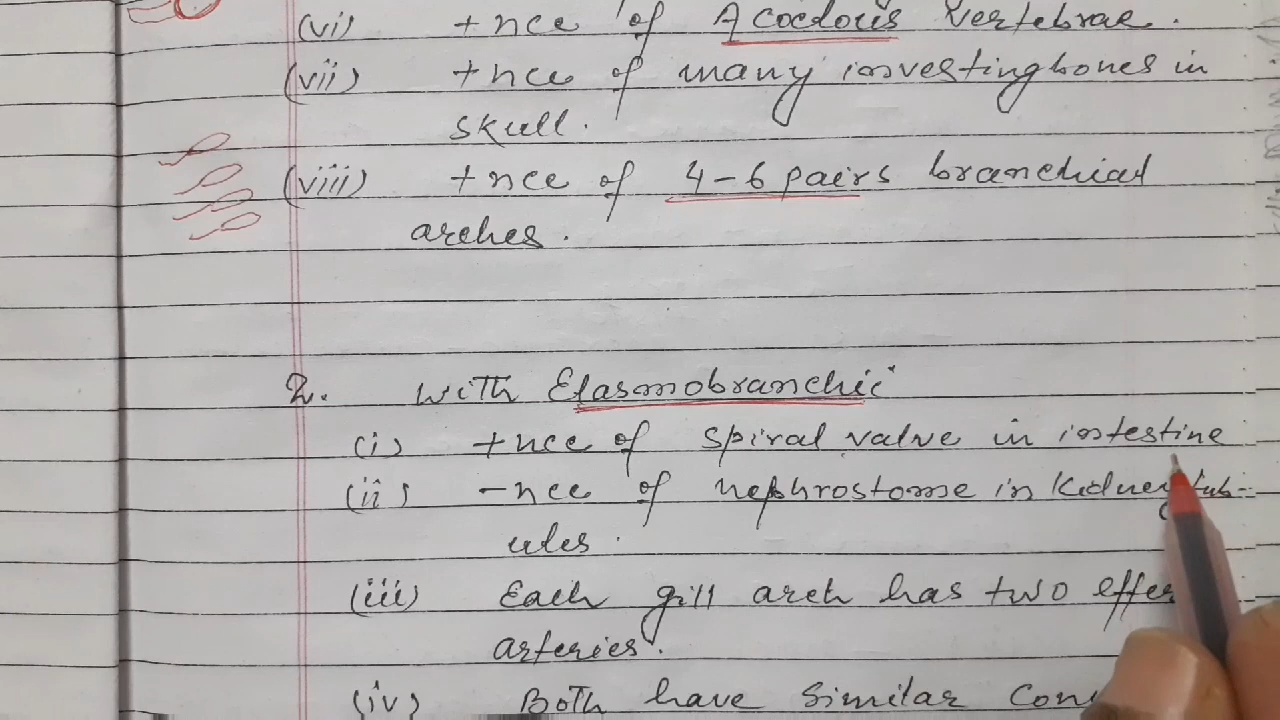 (vi) +nce of Acoelous vertebrae.
(vii) +nce of many investing bones in
skull.
(viii) +nce of 4-6 pairs branchial
arches.
2. with Elasmobranchii
(i) +nce of spiral valve in intestine
(ii) -nce of nephrostome in Kidney tub-
ules.
(iii) Each gill arch has two effer
arteries.
(iv) Both have similar con